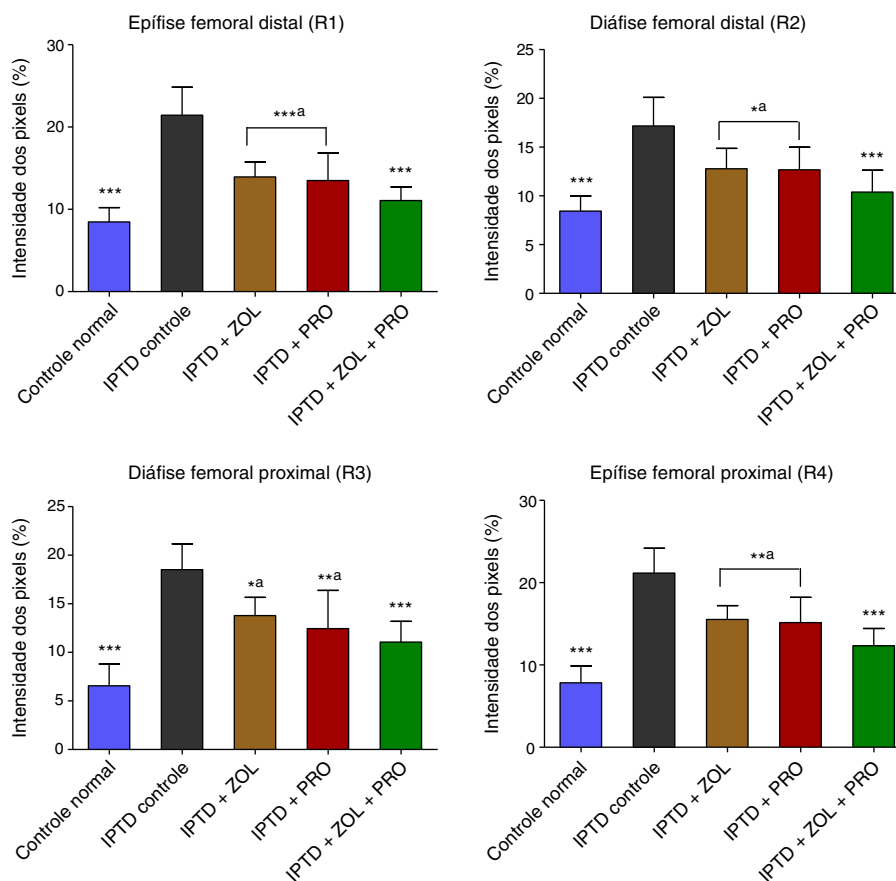 Epífise femoral distal (R1)
Intensidade dos pixels (%)
30
20
10
0
***
***a
***
Controle normal
IPTD controle
IPTD + ZOL
IPTD + PRO
IPTD + ZOL + PRO
Diáfise femoral distal (R2)
Intensidade dos pixels (%)
25
20
15
10
5
0
***
*a
***
Controle normal
IPTD controle
IPTD + ZOL
IPTD + PRO
IPTD + ZOL + PRO
Diáfise femoral proximal (R3)
Intensidade dos pixels (%)
25
20
15
10
5
0
***
*a
**a
***
Controle normal
IPTD controle
IPTD + ZOL
IPTD + PRO
IPTD + ZOL + PRO
Epífise femoral proximal (R4)
Intensidade dos pixels (%)
30
20
10
0
***
**a
***
Controle normal
IPTD controle
IPTD + ZOL
IPTD + PRO
IPTD + ZOL + PRO